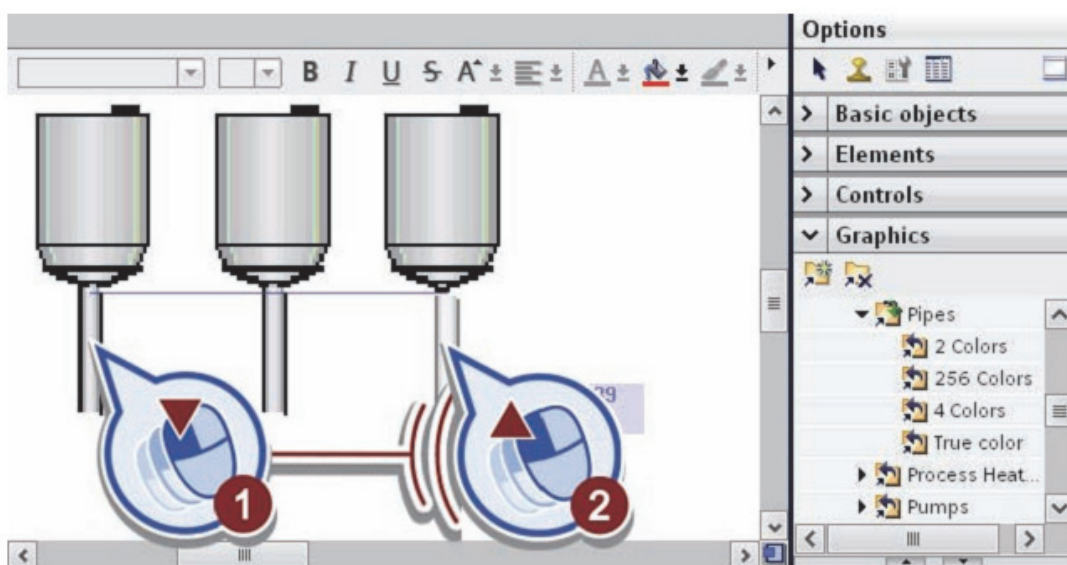 Options
B I U S A A
Basic objects
Elements
Controls
Graphics
Pipes
2 Colors
256 Colors
4 Colors
True color
Process Heat...
Pumps
1
2